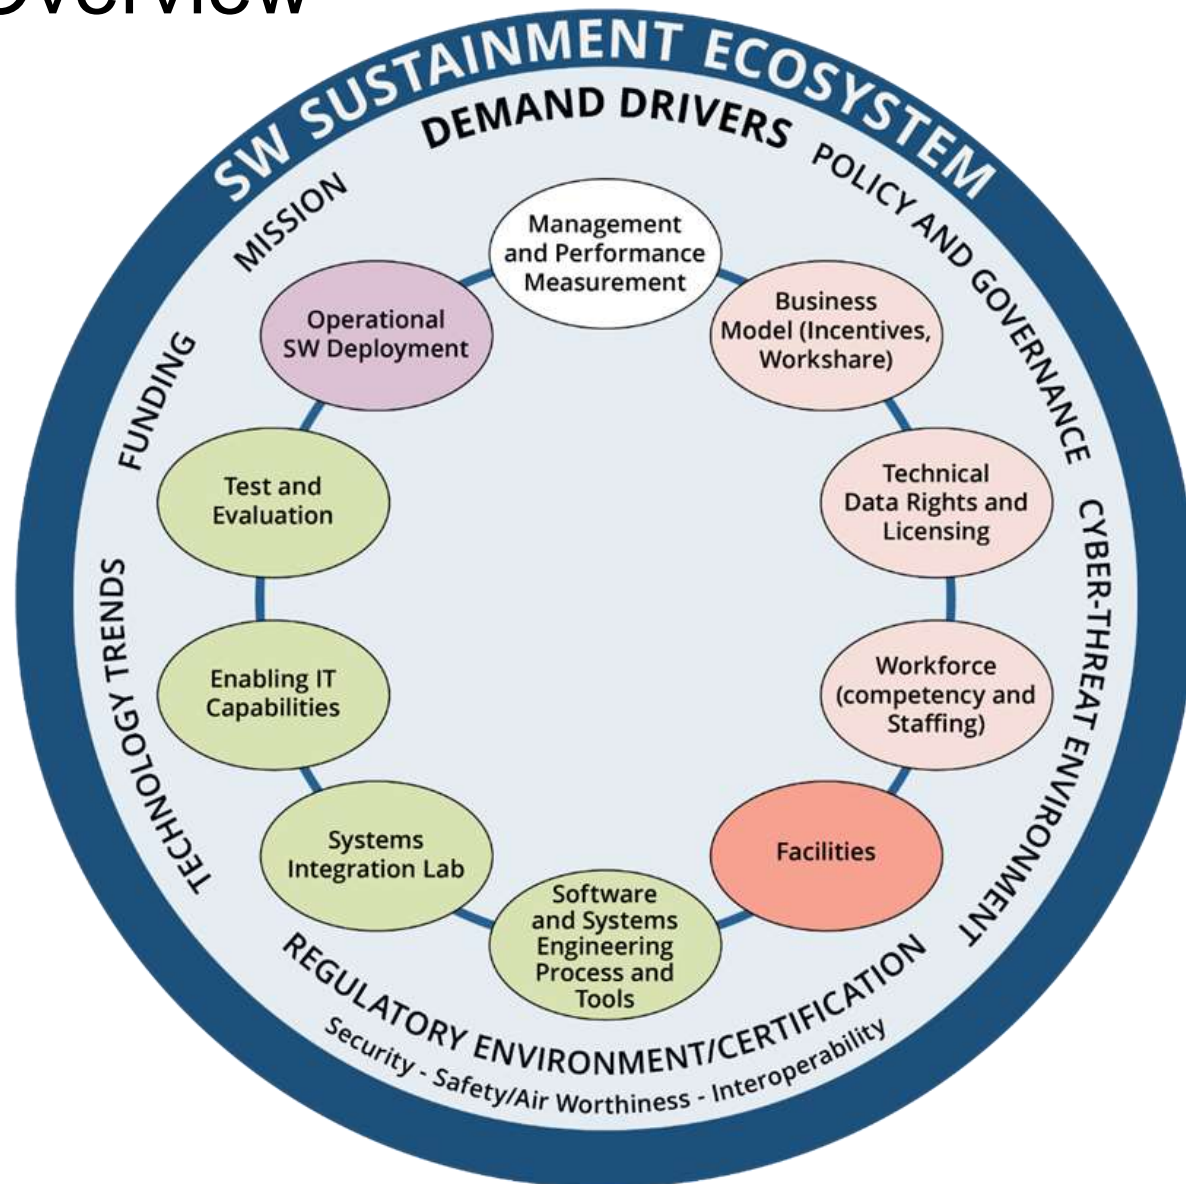 Overview
SW SUSTAINMENT ECOSYSTEM
DEMAND DRIVERS
POLICY AND GOVERNANCE
CYBER-THREAT ENVIRONMENT
REGULATORY ENVIRONMENT/CERTIFICATION
Security - Safety/Air Worthiness - Interoperability
TECHNOLOGY TRENDS
FUNDING
MISSION
Management
and Performance
Measurement
Business
Model (Incentives,
Workshare)
Technical
Data Rights and
Licensing
Workforce
(competency and
Staffing)
Facilities
Software
and Systems
Engineering
Process and
Tools
Systems
Integration Lab
Enabling IT
Capabilities
Test and
Evaluation
Operational
SW Deployment